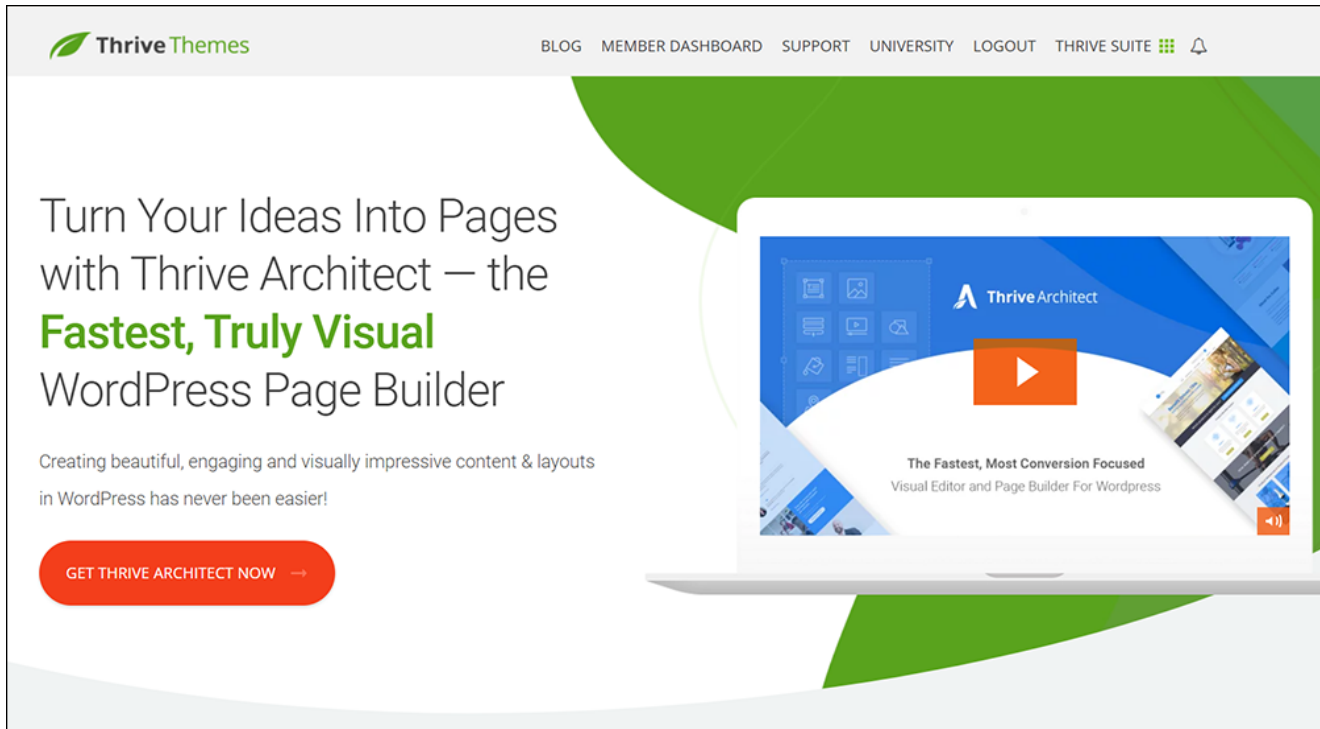 Thrive Themes
BLOG MEMBER DASHBOARD SUPPORT UNIVERSITY LOGOUT THRIVE SUITE
Turn Your Ideas Into Pages
with Thrive Architect — the
Fastest, Truly Visual
WordPress Page Builder
Creating beautiful, engaging and visually impressive content & layouts
in WordPress has never been easier!
GET THRIVE ARCHITECT NOW →
Thrive Architect
The Fastest, Most Conversion Focused
Visual Editor and Page Builder For Wordpress